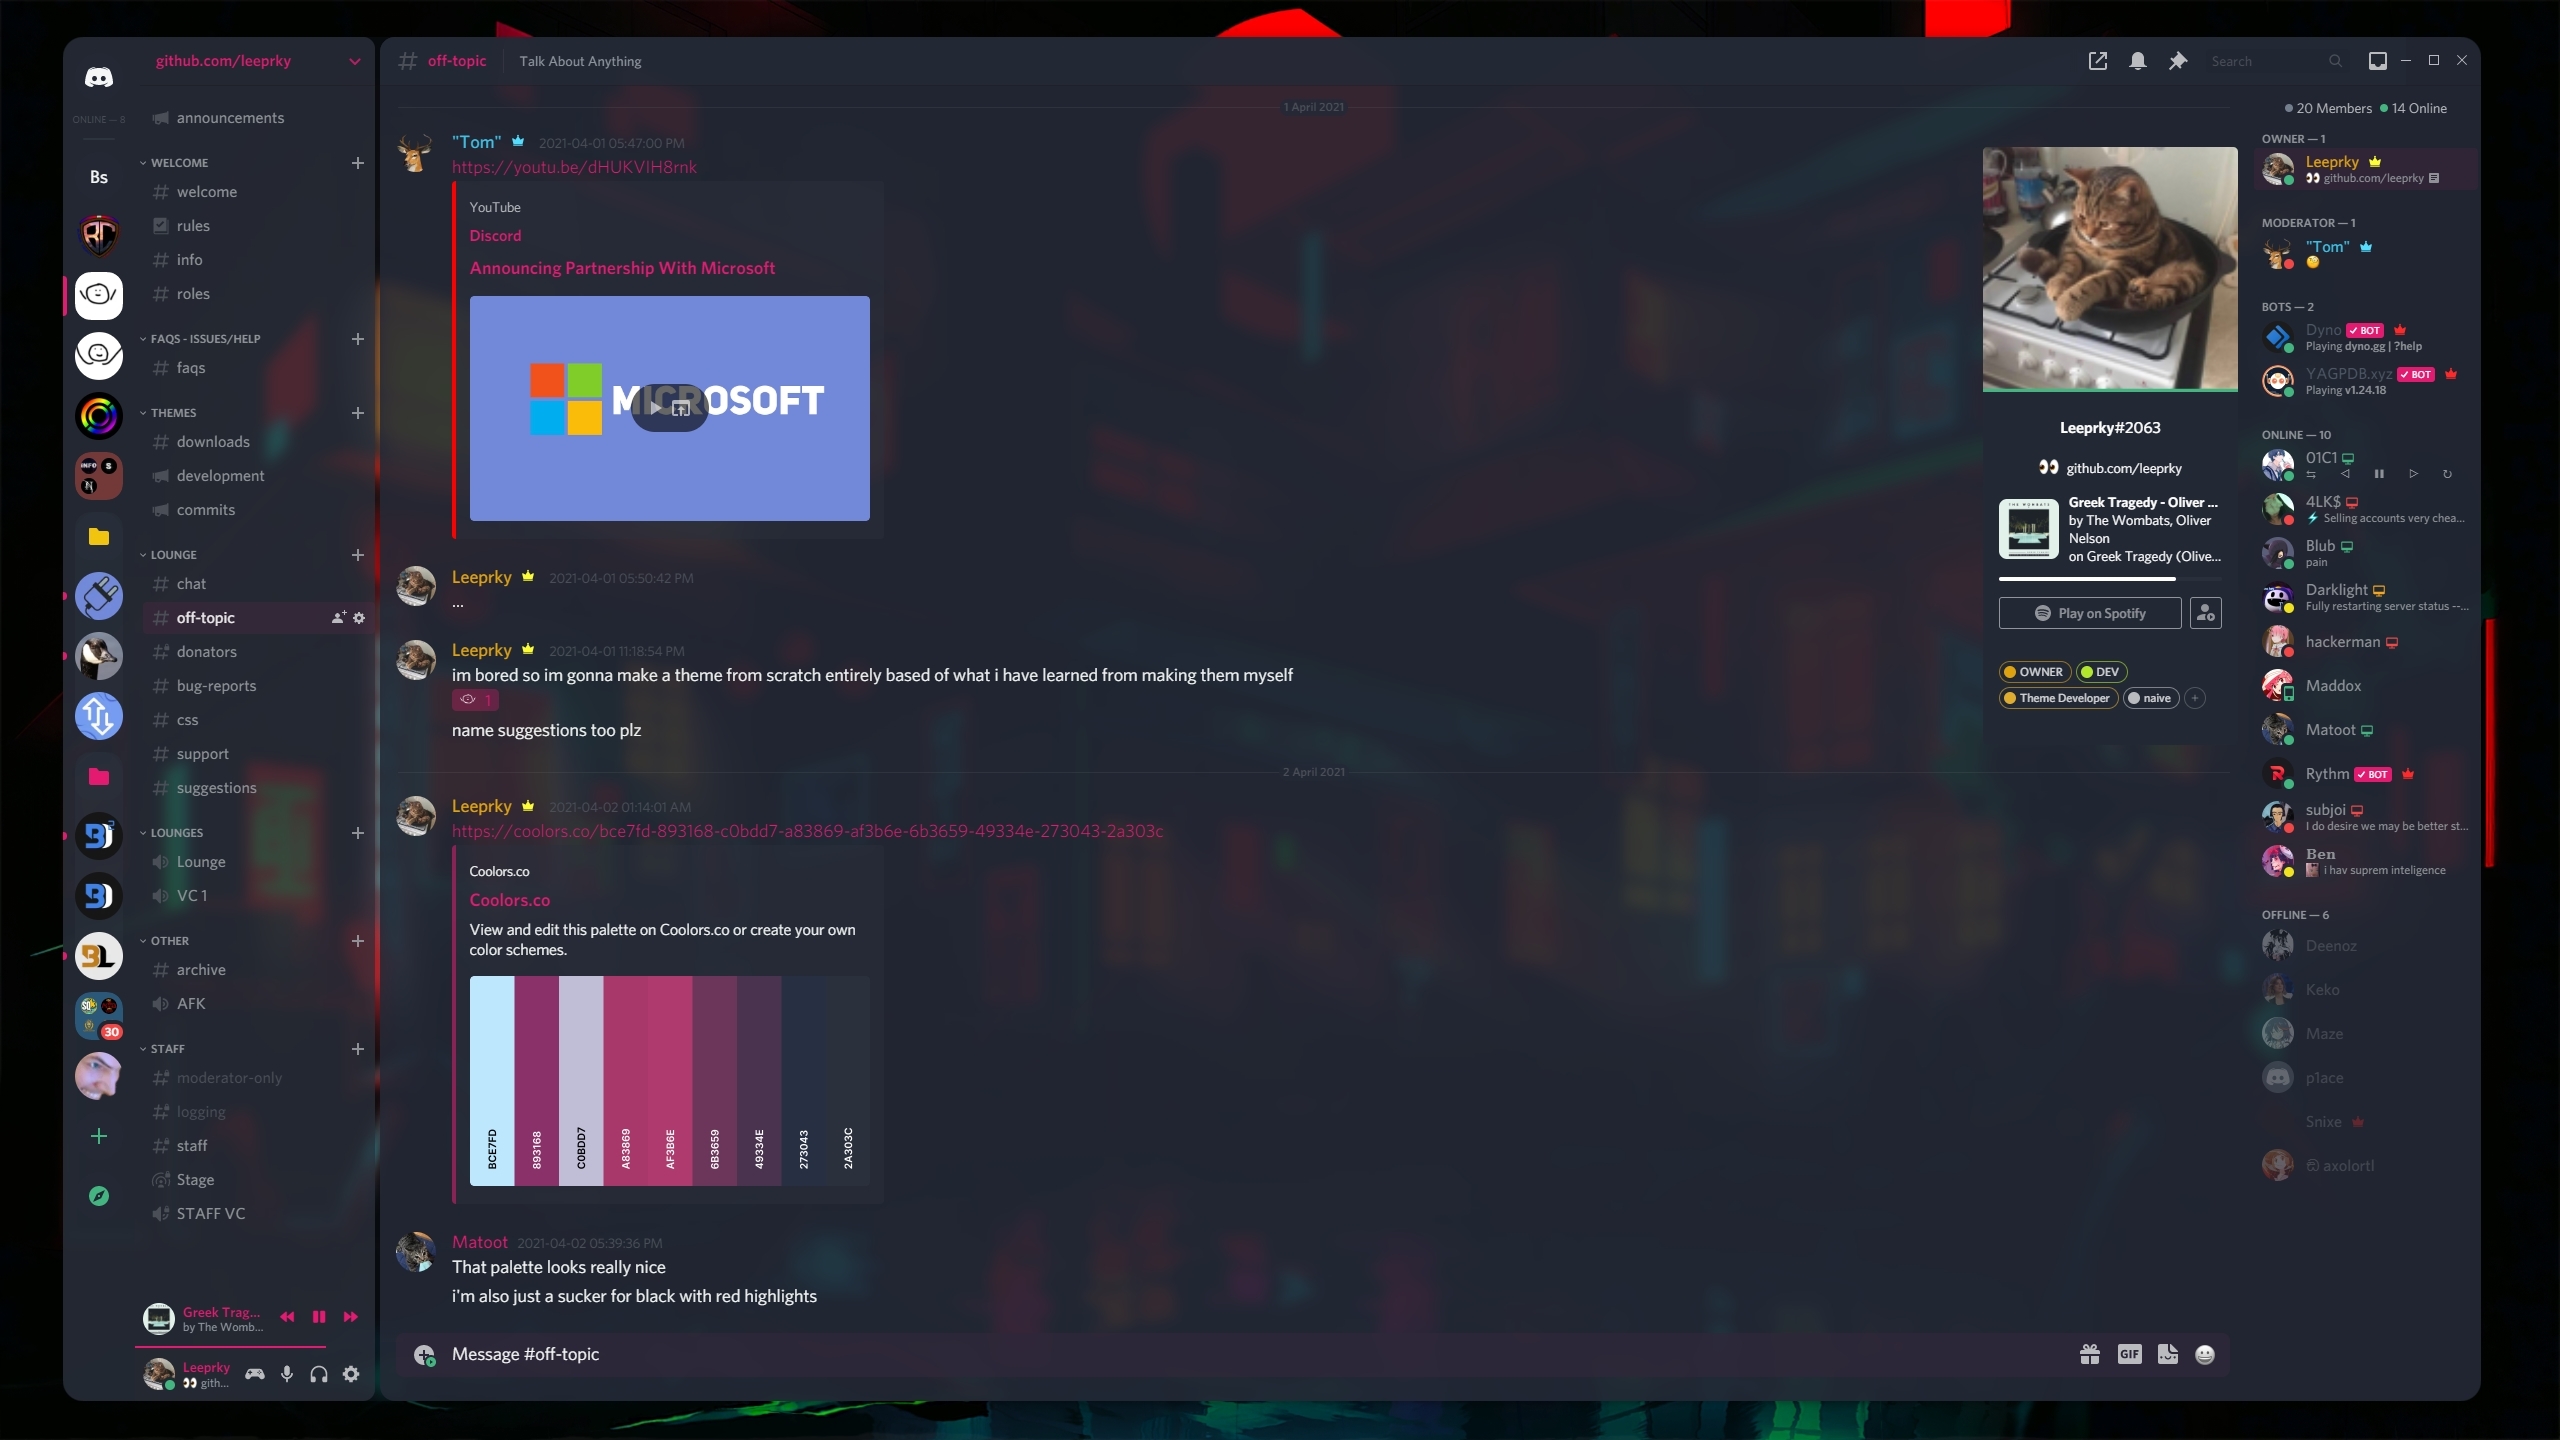 github.com/leeprky
ONLINE — 8
Bs
30
announcements
WELCOME
welcome
rules
info
roles
FAQS - ISSUES/HELP
faqs
THEMES
downloads
development
commits
LOUNGE
chat
off-topic
donators
bug-reports
css
support
suggestions
LOUNGES
Lounge
VC 1
OTHER
archive
AFK
STAFF
moderator-only
logging
staff
Stage
STAFF VC
Greek Trag...
by The Womb...
Leeprky
gith...
off-topic
Talk About Anything
Search
1 April 2021
"Tom" 2021-04-01 05:47:00 PM
https://youtu.be/dHUKVIH8rnk
YouTube
Discord
Announcing Partnership With Microsoft
MICROSOFT
Leeprky 2021-04-01 05:50:42 PM
...
Leeprky 2021-04-01 11:18:54 PM
im bored so im gonna make a theme from scratch entirely based of what i have learned from making them myself
1
name suggestions too plz
2 April 2021
Leeprky 2021-04-02 01:14:01 AM
https://coolors.co/bce7fd-893168-c0bdd7-a83869-af3b6e-6b3659-49334e-273043-2a303c
Coolors.co
Coolors.co
View and edit this palette on Coolors.co or create your own
color schemes.
BCE7FD
893168
C0BDD7
A83869
AF3B6E
6B3659
49334E
273043
2A303C
Matoot 2021-04-02 05:39:36 PM
That palette looks really nice
i'm also just a sucker for black with red highlights
Message #off-topic
GIF
Leeprky#2063
github.com/leeprky
THE WOMBATS
Greek Tragedy - Oliver ...
by The Wombats, Oliver
Nelson
on Greek Tragedy (Olive...
Play on Spotify
OWNER
DEV
Theme Developer
naive
20 Members 14 Online
OWNER — 1
Leeprky
github.com/leeprky
MODERATOR — 1
"Tom"
BOTS — 2
Dyno BOT
Playing dyno.gg | ?help
YAGPDB.xyz BOT
Playing v1.24.18
ONLINE — 10
01C1
4LK$
Selling accounts very chea...
Blub
pain
Darklight
Fully restarting server status --...
hackerman
Maddox
Matoot
Rythm BOT
subjoi
I do desire we may be better st...
Ben
i hav suprem inteligence
OFFLINE — 6
Deenoz
Keko
Maze
p1ace
Snixe
axolortl